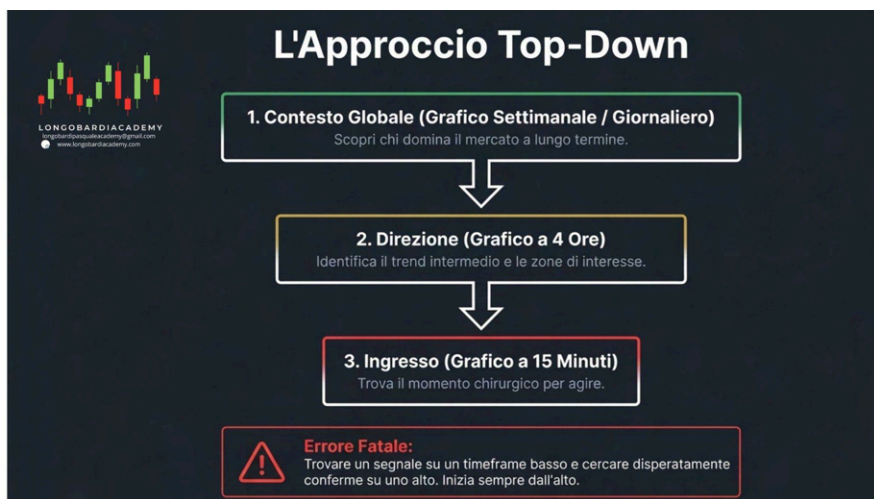 L'Approccio Top-Down
LONGOBARDIACADEMY
longobardipasqualeacademy@gmail.com
www.longobardiacademy.com
1. Contesto Globale (Grafico Settimanale / Giornaliero)
Scopri chi domina il mercato a lungo termine.
2. Direzione (Grafico a 4 Ore)
Identifica il trend intermedio e le zone di interesse.
3. Ingresso (Grafico a 15 Minuti)
Trova il momento chirurgico per agire.
Errore Fatale:
Trovare un segnale su un timeframe basso e cercare disperatamente
conferme su uno alto. Inizia sempre dall'alto.